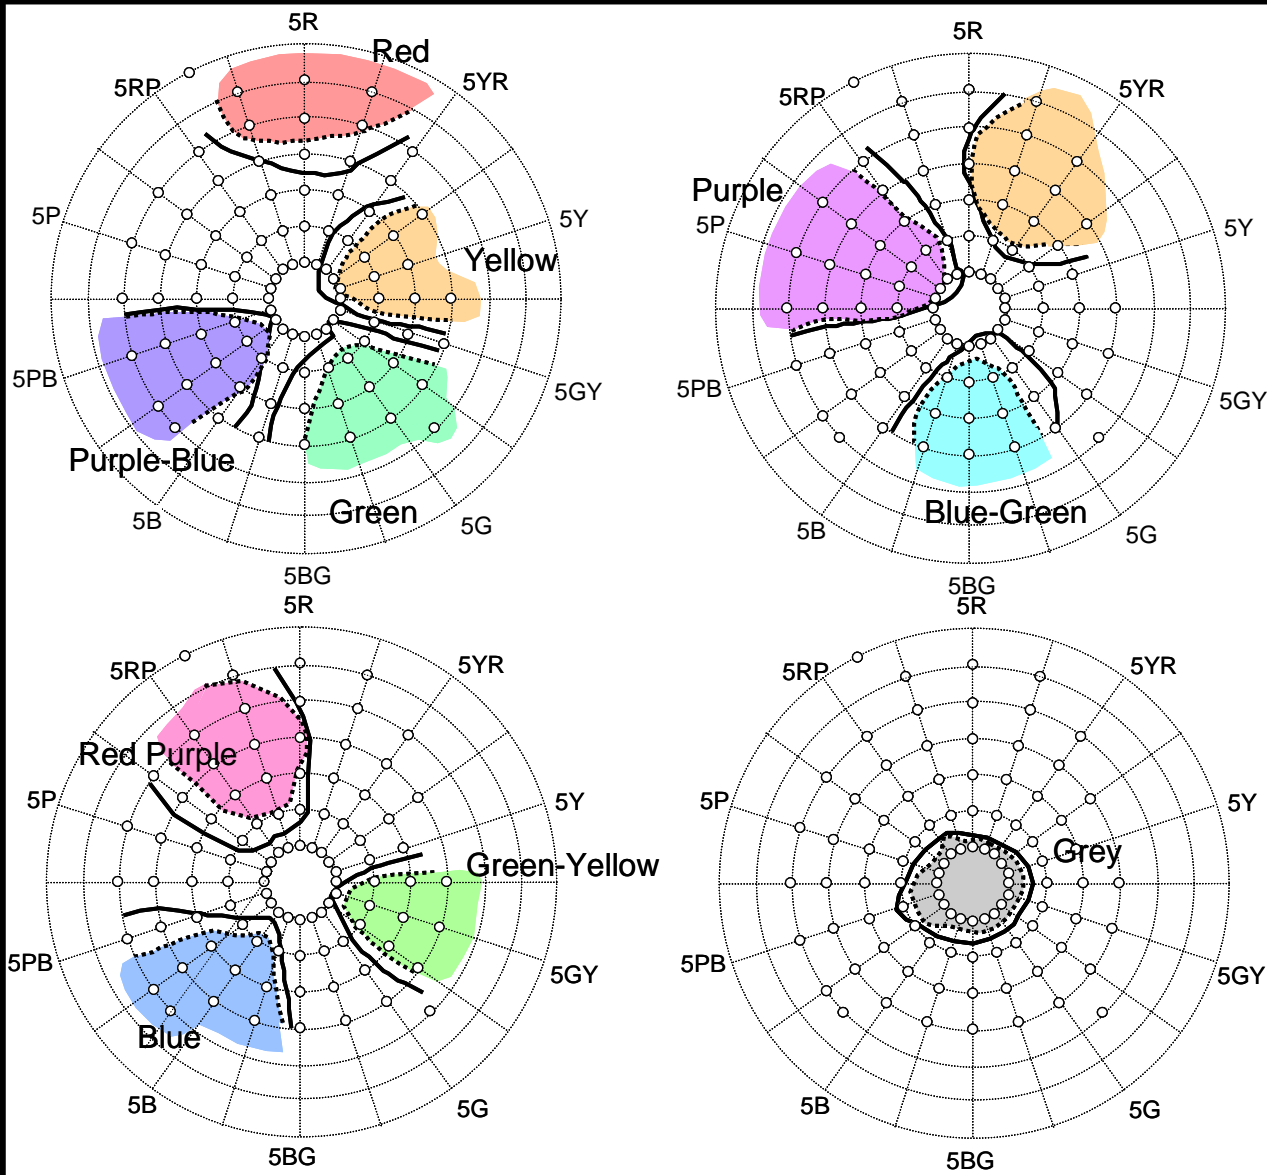 5R
Red
5RP
5YR
5P
5Y
Yellow
5PB
5GY
Purple-Blue
5B
Green
5G
5BG
5R
5RP
5YR
Purple
5P
5Y
5PB
5GY
Blue-Green
5B
5G
5BG
5R
5RP
5YR
Red Purple
5P
5Y
Green-Yellow
5PB
5GY
Blue
5B
5G
5BG
5R
5RP
5YR
5P
5Y
Grey
5PB
5GY
5B
5G
5BG